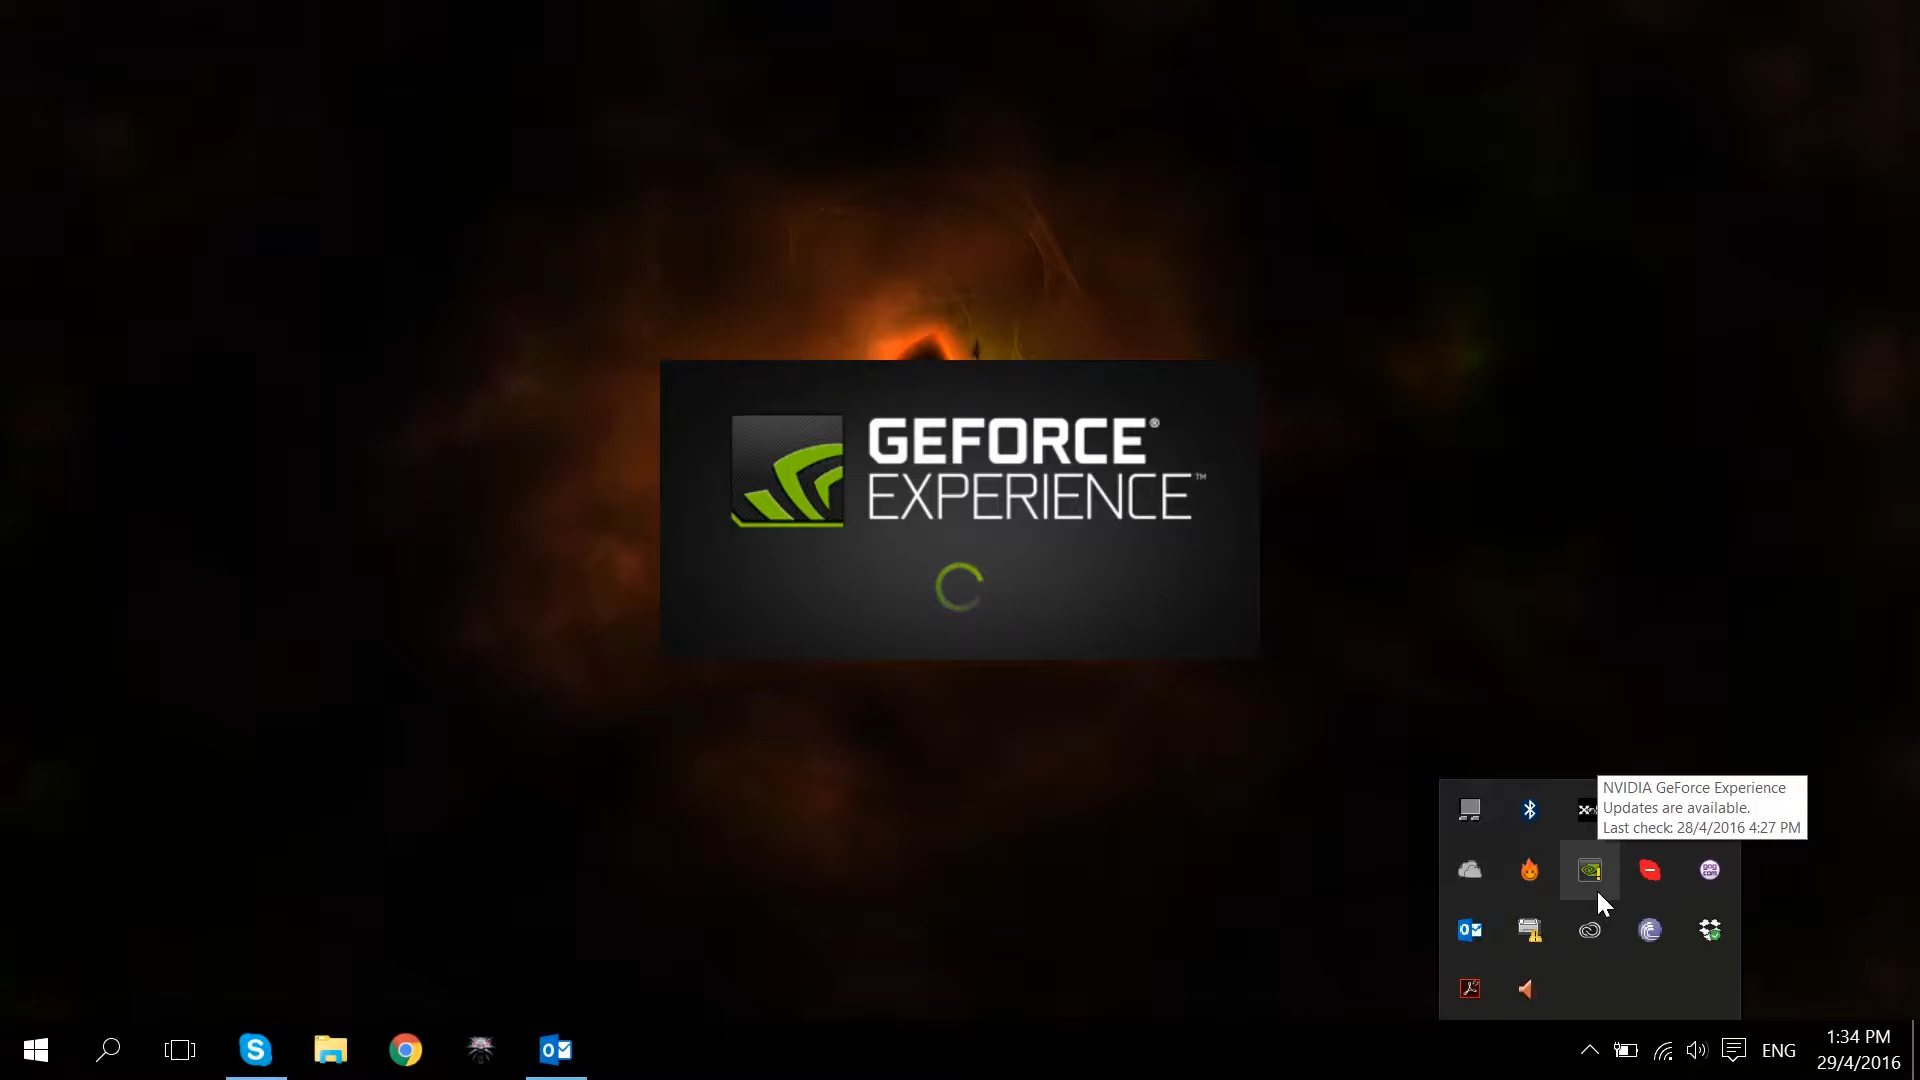 GEFORCE®
EXPERIENCE™
NVIDIA GeForce Experience
Updates are available.
Last check: 28/4/2016 4:27 PM
ENG
1:34 PM
29/4/2016